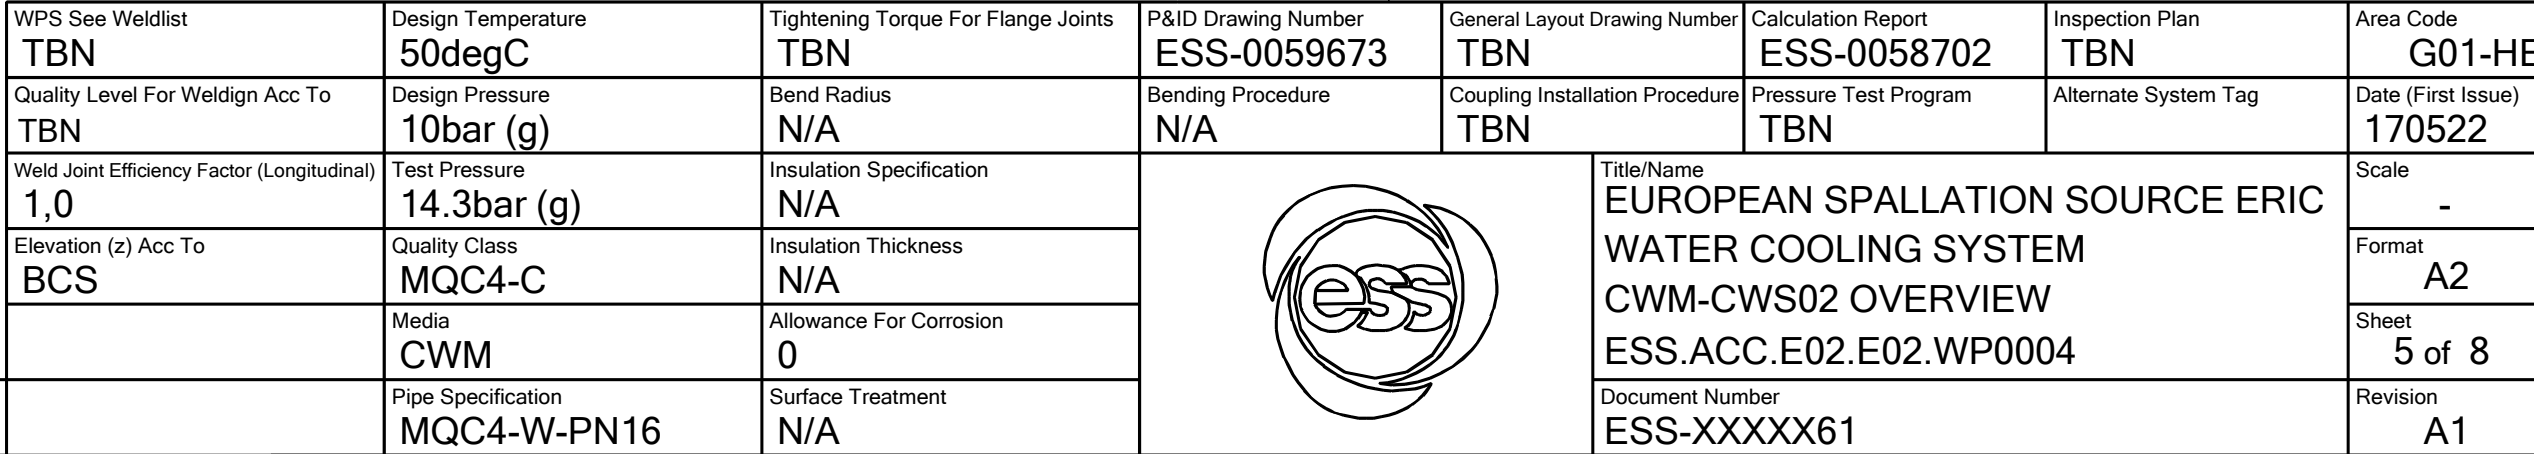 WPS See Weldlist
TBN
Design Temperature
50degC
Tightening Torque For Flange Joints
TBN
P&ID Drawing Number
ESS-0059673
General Layout Drawing Number
TBN
Calculation Report
ESS-0058702
Inspection Plan
TBN
Area Code
Quality Level For Weldign Acc To
TBN
Design Pressure
10bar (g)
Bend Radius
N/A
Bending Procedure
N/A
Coupling Installation Procedure
TBN
Pressure Test Program
TBN
Alternate System Tag
Date (First Issue)
170522
Weld Joint Efficiency Factor (Longitudinal)
1,0
Test Pressure
14.3bar (g)
Insulation Specification
N/A
ess
Title/Name
EUROPEAN SPALLATION SOURCE ERIC
WATER COOLING SYSTEM
CWM-CWS02 OVERVIEW
ESS.ACC.E02.E02.WP0004
Scale
-
Elevation (z) Acc To
BCS
Quality Class
MQC4-C
Insulation Thickness
N/A
Format
A2
Media
CWM
Allowance For Corrosion
0
Sheet
5 of 8
Pipe Specification
MQC4-W-PN16
Surface Treatment
N/A
Document Number
ESS-XXXXX61
Revision
A1